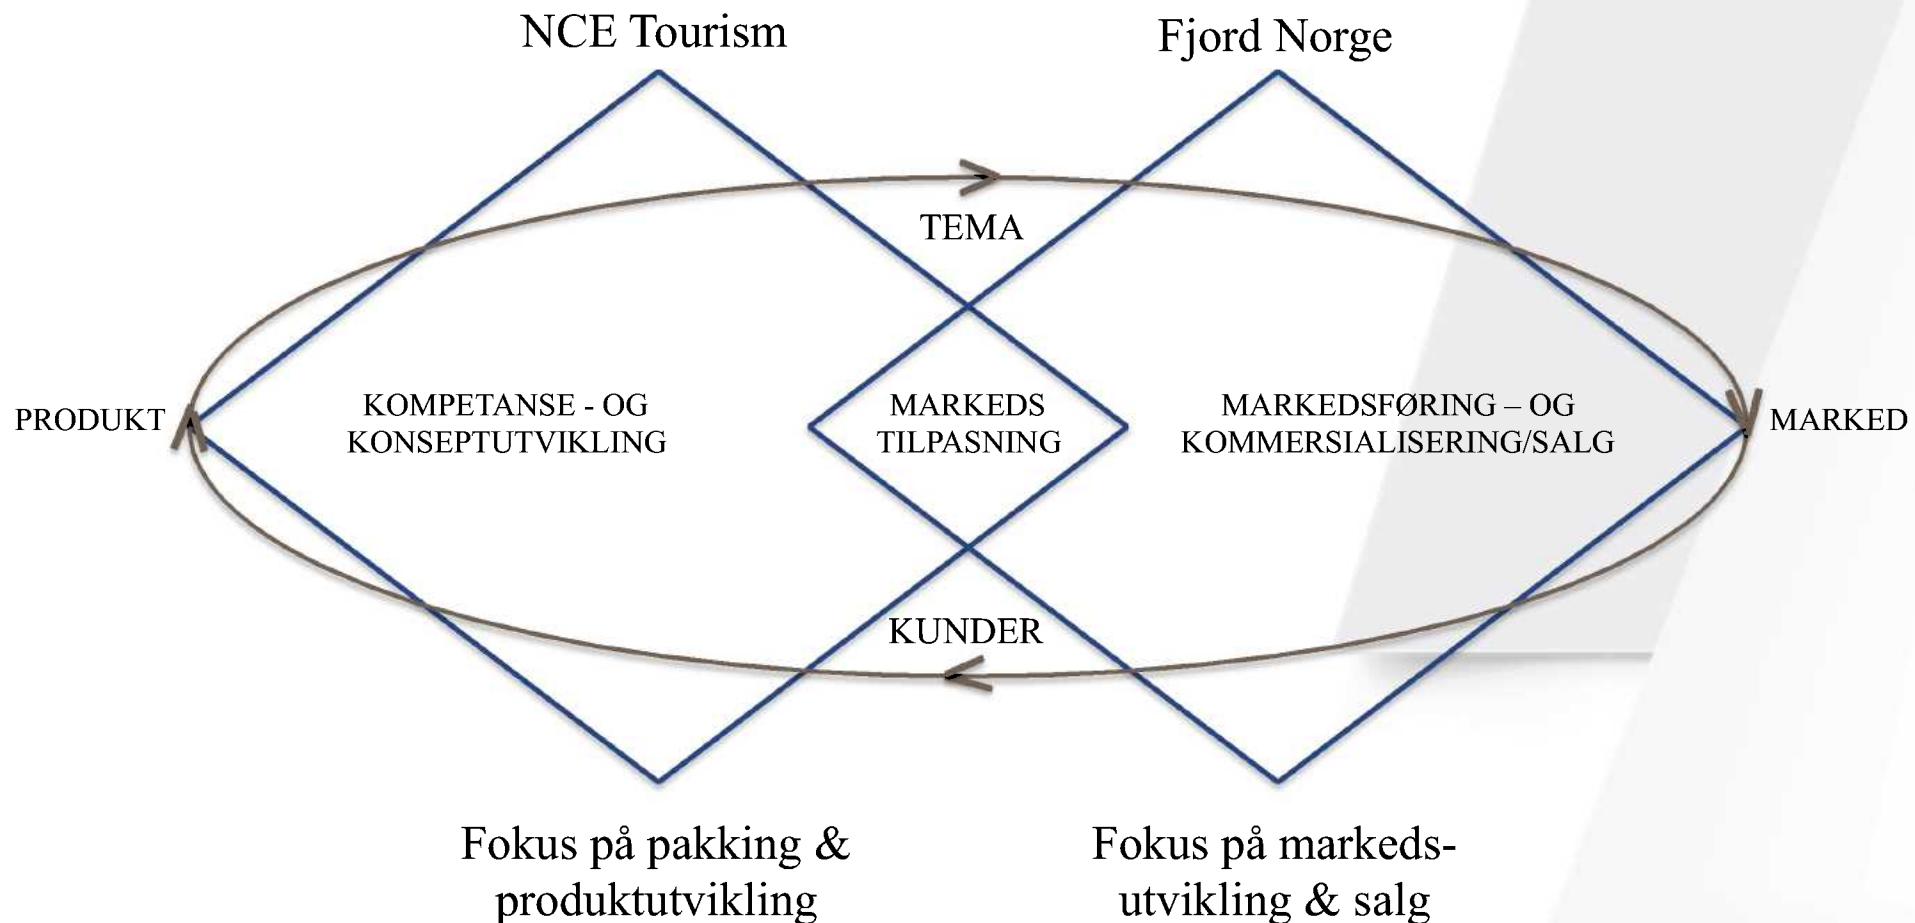 NCE Tourism
Fjord Norge
TEMA
PRODUKT
KOMPETANSE - OG
KONSEPTUTVIKLING
MARKEDS
TILPASNING
MARKEDSFØRING – OG
KOMMERSIALISERING/SALG
MARKED
KUNDER
Fokus på pakking &
produktutvikling
Fokus på markeds-
utvikling & salg